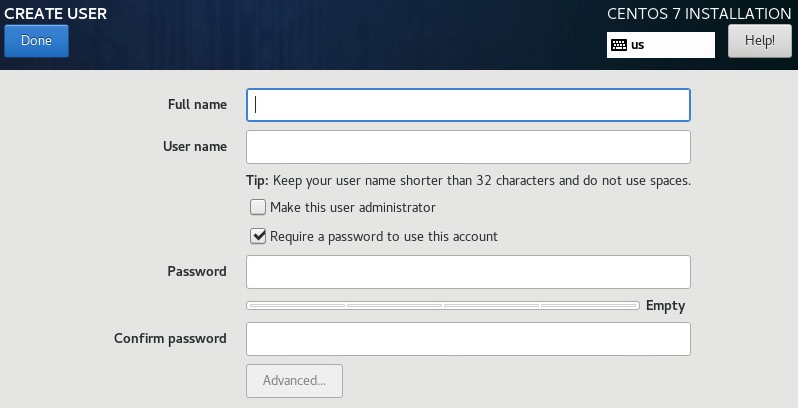 CREATE USER
CENTOS 7 INSTALLATION
Done
us
Help!
Full name
User name
Tip: Keep your user name shorter than 32 characters and do not use spaces.
Make this user administrator
Require a password to use this account
Password
Empty
Confirm password
Advanced...